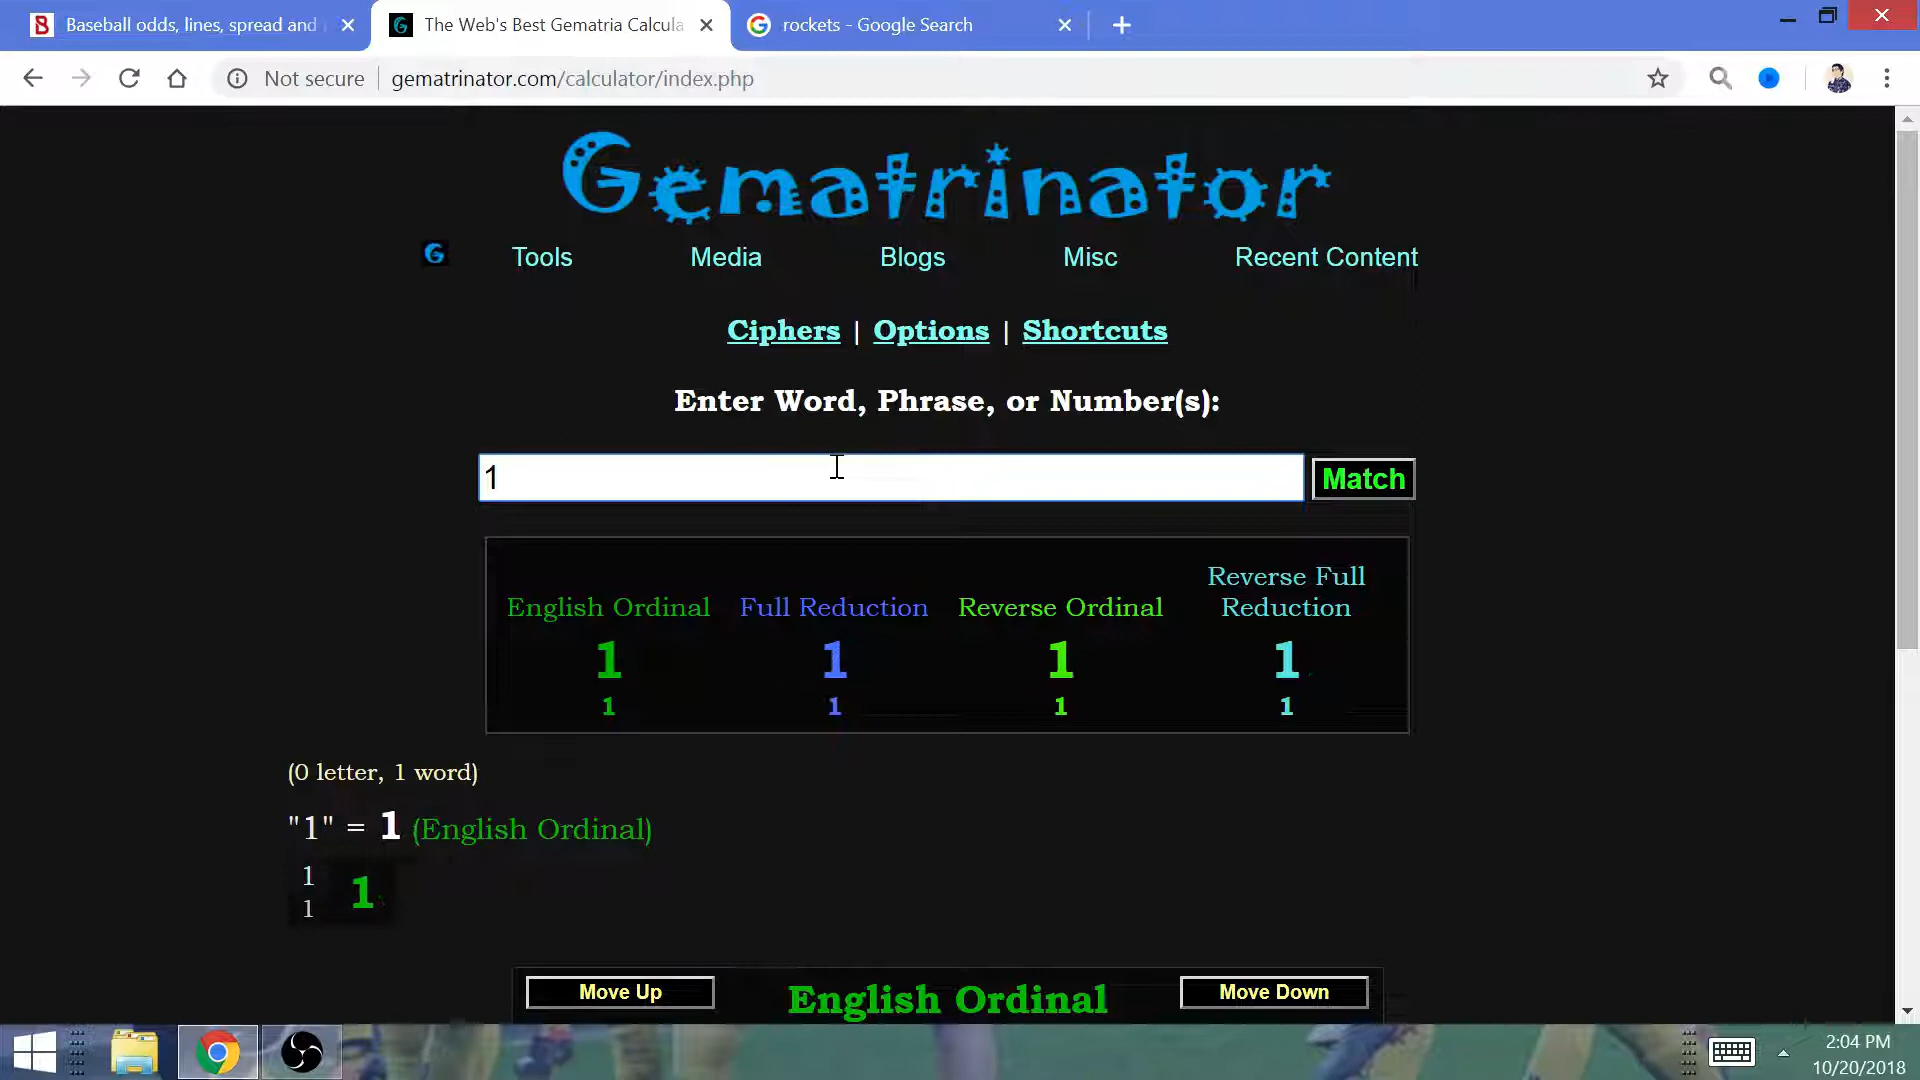 Baseball odds, lines, spread and
The Web's Best Gematria Calcula
rockets - Google Search
Not secure
gematrinator.com/calculator/index.php
Gematrinator
Tools
Media
Blogs
Misc
Recent Content
Ciphers | Options | Shortcuts
Enter Word, Phrase, or Number(s):
1
Match
English Ordinal
Full Reduction
Reverse Ordinal
Reverse Full Reduction
1
1
1
1
1
1
1
1
(0 letter, 1 word)
"1" = 1 (English Ordinal)
1
1
1
Move Up
English Ordinal
Move Down
2:04 PM
10/20/2018